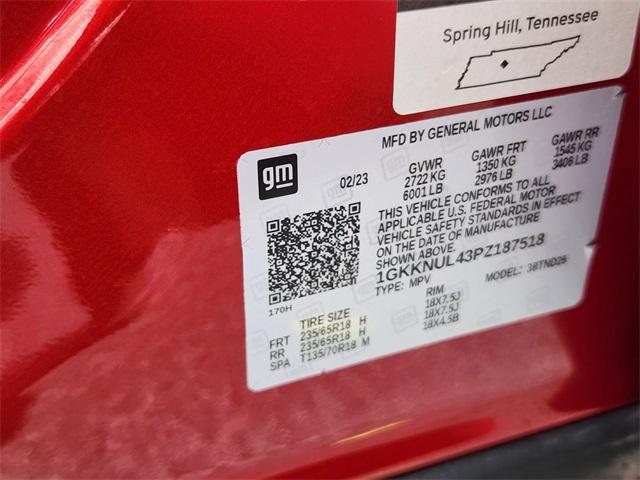 Spring Hill, Tennessee
MFD BY GENERAL MOTORS LLC
gm
02/23
GVWR GAWR FRT GAWR RR
2722 KG 1350 KG 1545 KG
6001 LB 2976 LB 3406 LB
THIS VEHICLE CONFORMS TO ALL
APPLICABLE U.S. FEDERAL MOTOR
VEHICLE SAFETY STANDARDS IN EFFECT
ON THE DATE OF MANUFACTURE
SHOWN ABOVE.
1GKKNUL43PZ187518
TYPE: MPV MODEL: 38TND26
170H
TIRE SIZE RIM
FRT 235/65R18 H 18X7.5J
RR 235/65R18 H 18X7.5J
SPA T135/70R18 M 18X4.5B